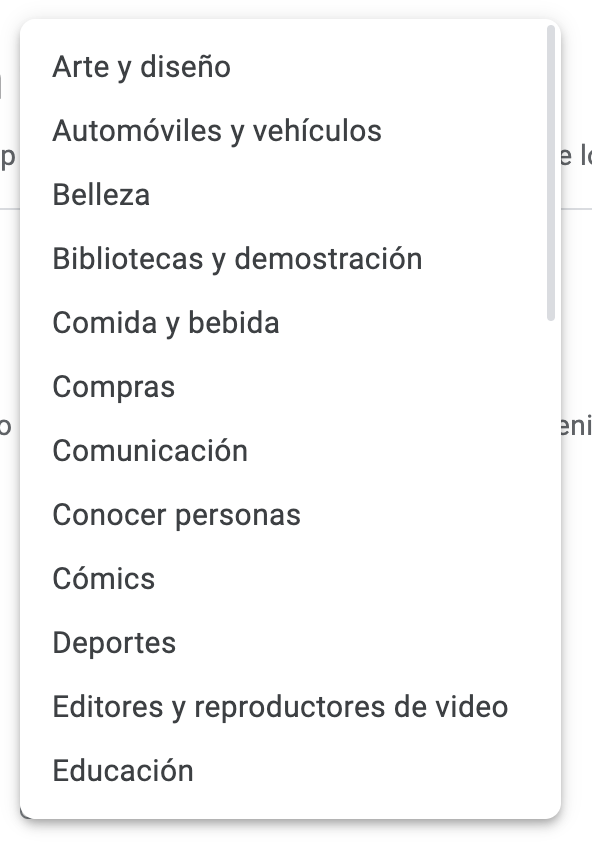 Arte y diseño
Automóviles y vehículos
Belleza
Bibliotecas y demostración
Comida y bebida
Compras
Comunicación
Conocer personas
Cómics
Deportes
Editores y reproductores de video
Educación